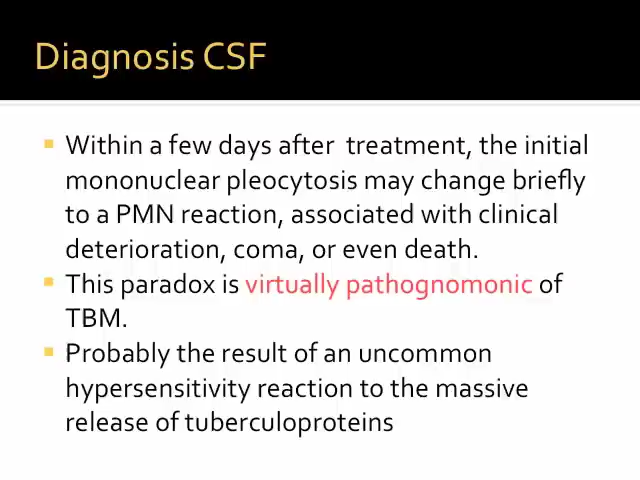 Diagnosis CSF
Within a few days after treatment, the initial
mononuclear pleocytosis may change briefly
to a PMN reaction, associated with clinical
deterioration, coma, or even death.
This paradox is virtually pathognomonic of
TBM.
Probably the result of an uncommon
hypersensitivity reaction to the massive
release of tuberculoproteins